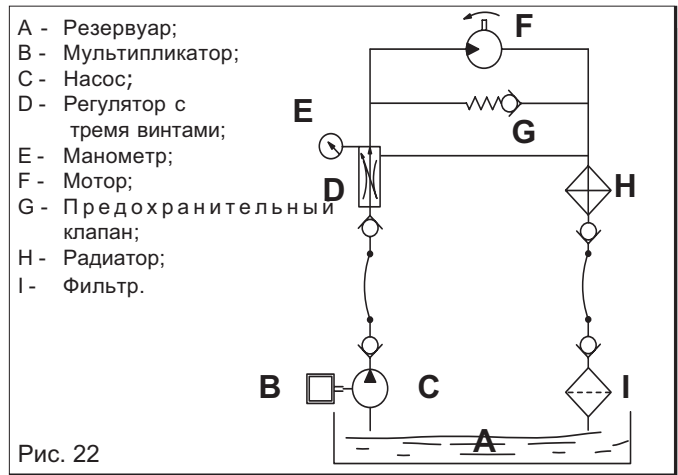 A - Резервуар;
B - Мультипликатор;
C - Насос;
D - Регулятор с
тремя винтами;
E - Манометр;
F - Мотор;
G - Предохранительный
клапан;
H - Радиатор;
I - Фильтр.
F
E
G
D
H
B
C
I
A
Рис. 22